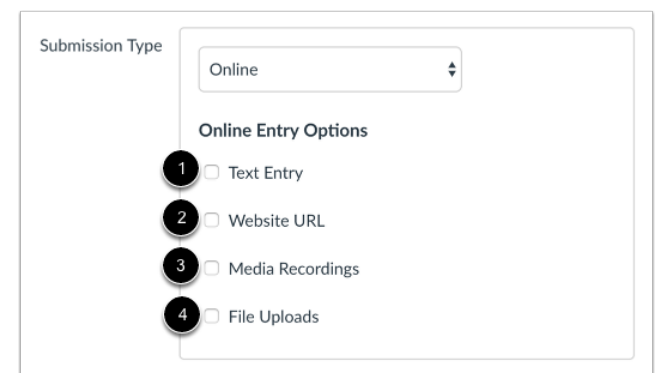 Submission Type
Online
Online Entry Options
1 Text Entry
2 Website URL
3 Media Recordings
4 File Uploads